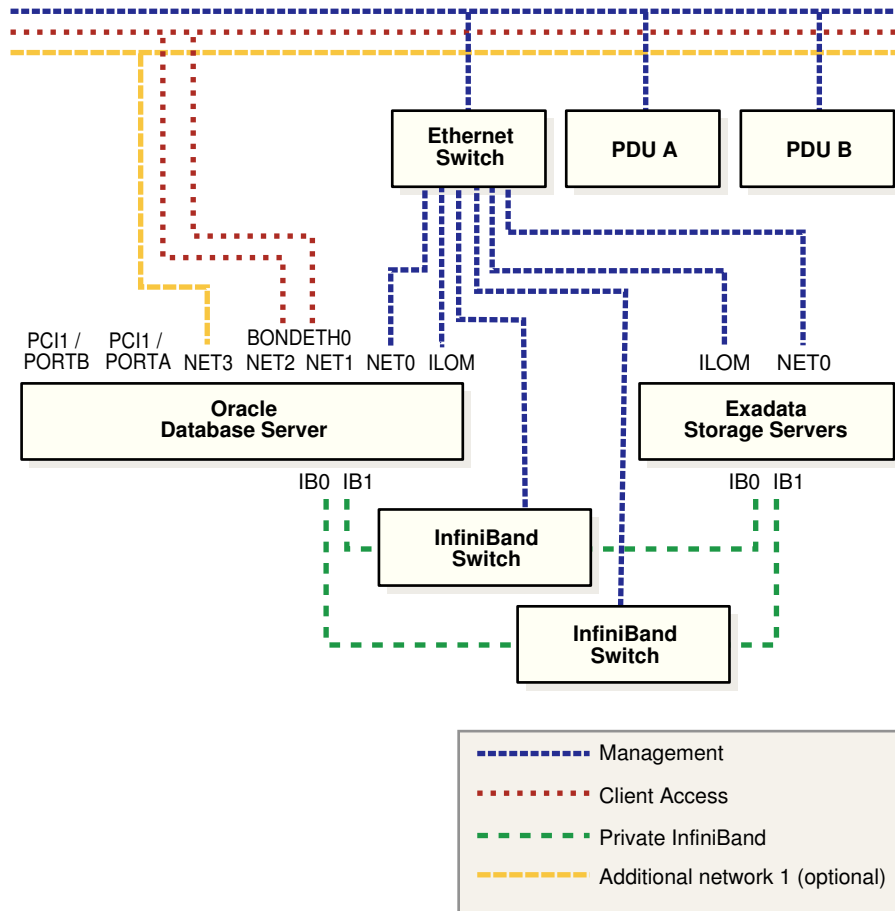 Ethernet
Switch
PDU A
PDU B
PCI1 /
PORTB
PCI1 /
PORTA
NET3
BONDETH0
NET2 NET1
NET0
ILOM
ILOM
NET0
Oracle
Database Server
Exadata
Storage Servers
IB0 IB1
IB0 IB1
InfiniBand
Switch
InfiniBand
Switch
Management
Client Access
Private InfiniBand
Additional network 1 (optional)